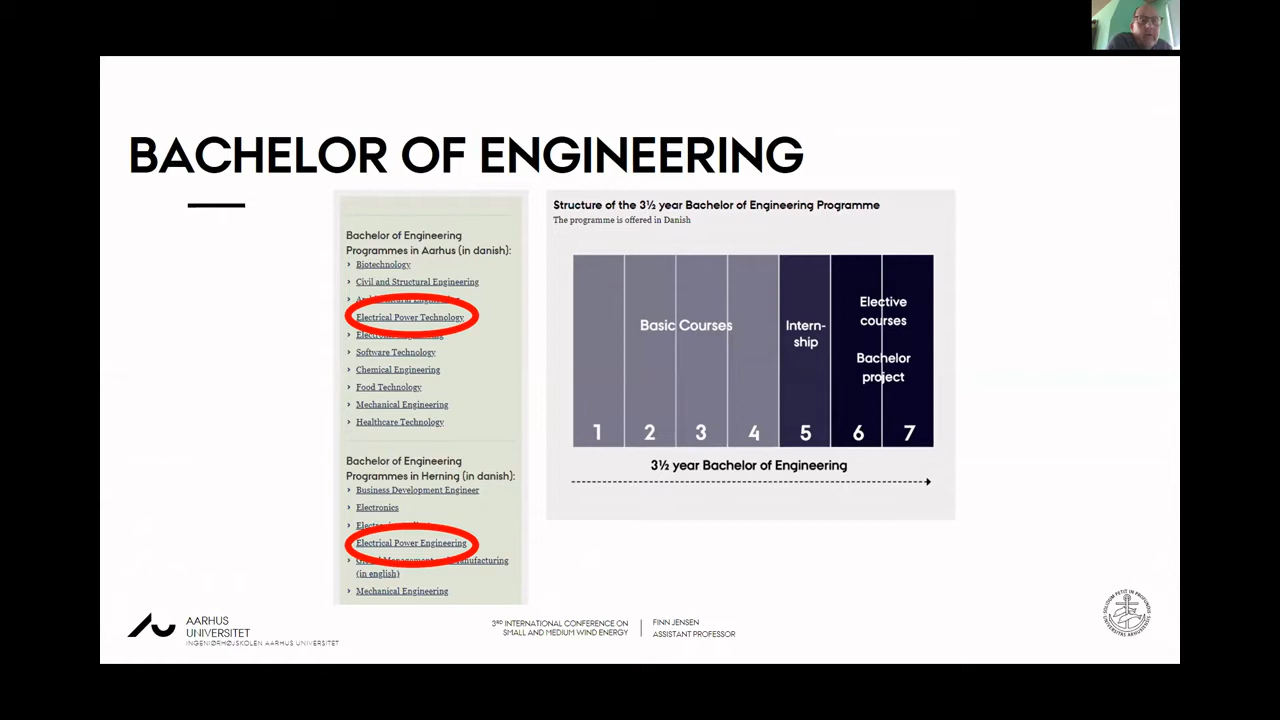 BACHELOR OF ENGINEERING
Bachelor of Engineering
Programmes in Aarhus (in danish):
Biotechnology
Civil and Structural Engineering
Electrical Power Technology
Software Technology
Chemical Engineering
Food Technology
Mechanical Engineering
Healthcare Technology
Bachelor of Engineering
Programmes in Herning (in danish):
Business Development Engineer
Electronics
Electrical Power Engineering
(in english)
Mechanical Engineering
Structure of the 3½ year Bachelor of Engineering Programme
The programme is offered in Danish
Basic Courses
Intern-
ship
Elective
courses
Bachelor
project
1 2 3 4 5 6 7
3½ year Bachelor of Engineering
AARHUS
UNIVERSITET
INGENIØRHØJSKOLEN AARHUS UNIVERSITET
3RD INTERNATIONAL CONFERENCE ON
SMALL AND MEDIUM WIND ENERGY
FINN JENSEN
ASSISTANT PROFESSOR